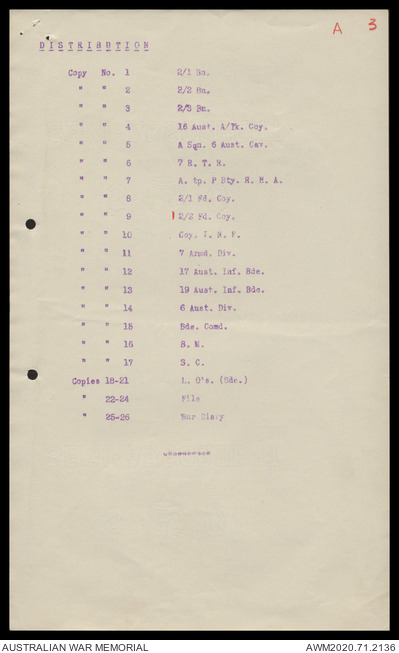 A 3
DISTRIBUTION
Copy No. 1 2/1 Bn.
" " 2 2/2 Bn.
" " 3 2/3 Bn.
" " 4 16 Aust. A/Tk. Coy.
" " 5 A Sqn. 6 Aust. Cav.
" " 6 7 R. T. R.
" " 7 A. tp. F Bty. R. H. A.
" " 8 2/1 Fd. Coy.
" " 9 2/2 Fd. Coy.
" " 10 Coy. I. N. F.
" " 11 7 Armd. Div.
" " 12 17 Aust. Inf. Bde.
" " 13 19 Aust. Inf. Bde.
" " 14 6 Aust. Div.
" " 15 Bde. Comd.
" " 16 B. M.
" " 17 S. C.
Copies 18-21 L. O's. (Bde.)
" 22-24 File
" 25-26 War Diary
AUSTRALIAN WAR MEMORIAL AWM2020.71.2136